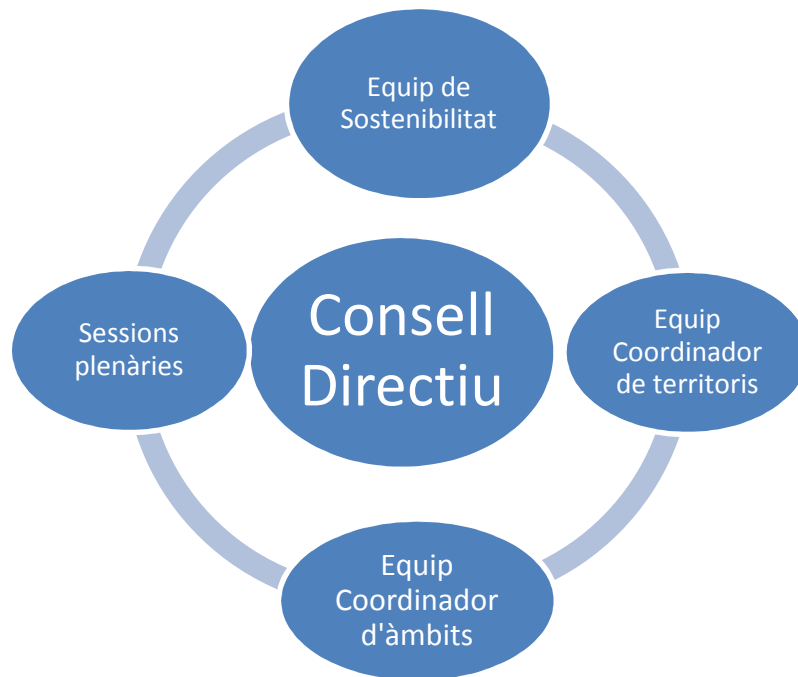 Equip de
Sostenibilitat
Sessions
plenàries
Consell
Directiu
Equip
Coordinador
de territoris
Equip
Coordinador
d'àmbits